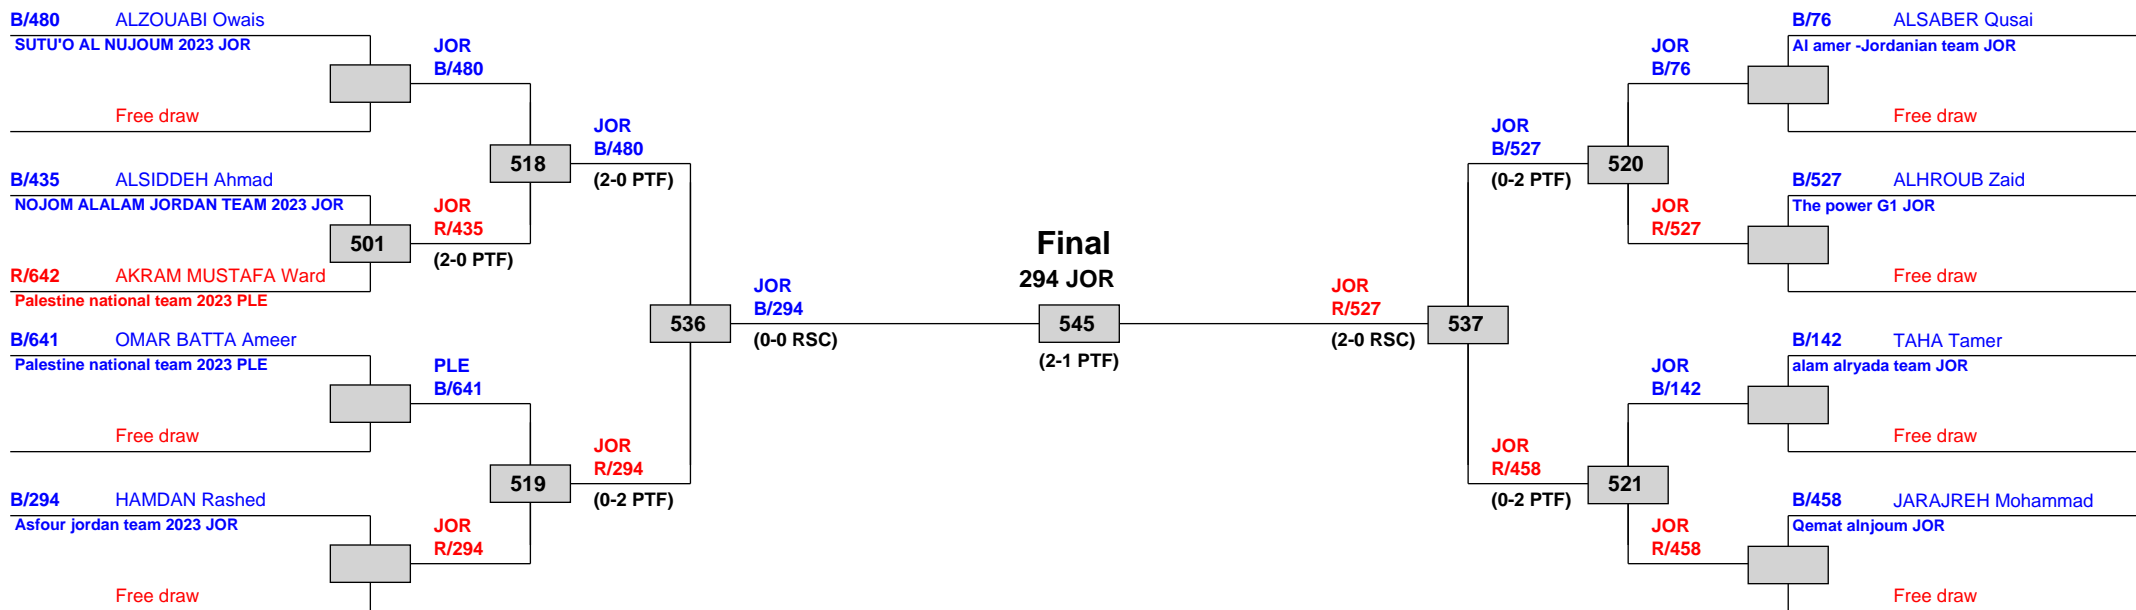 B/480 ALZOUABI Owais
SUTU'O AL NUJOUM 2023 JOR
Free draw
B/435 ALSIDDEH Ahmad
NOJOM ALALAM JORDAN TEAM 2023 JOR
501
R/642 AKRAM MUSTAFA Ward
Palestine national team 2023 PLE
B/641 OMAR BATTA Ameer
Palestine national team 2023 PLE
Free draw
B/294 HAMDAN Rashed
Asfour jordan team 2023 JOR
Free draw
JOR
B/480
518
JOR
R/435
(2-0 PTF)
PLE
B/641
519
JOR
R/294
JOR
B/480
(2-0 PTF)
536
JOR
R/294
(0-2 PTF)
JOR
B/294
(0-0 RSC)
Final
294 JOR
545
(2-1 PTF)
JOR
R/527
(2-0 RSC)
537
JOR
B/527
(0-2 PTF)
JOR
R/458
(0-2 PTF)
JOR
B/76
520
JOR
R/527
JOR
B/142
521
JOR
R/458
B/76 ALSABER Qusai
Al amer -Jordanian team JOR
Free draw
B/527 ALHROUB Zaid
The power G1 JOR
Free draw
B/142 TAHA Tamer
alam alryada team JOR
Free draw
B/458 JARAJREH Mohammad
Qemat alnjoum JOR
Free draw